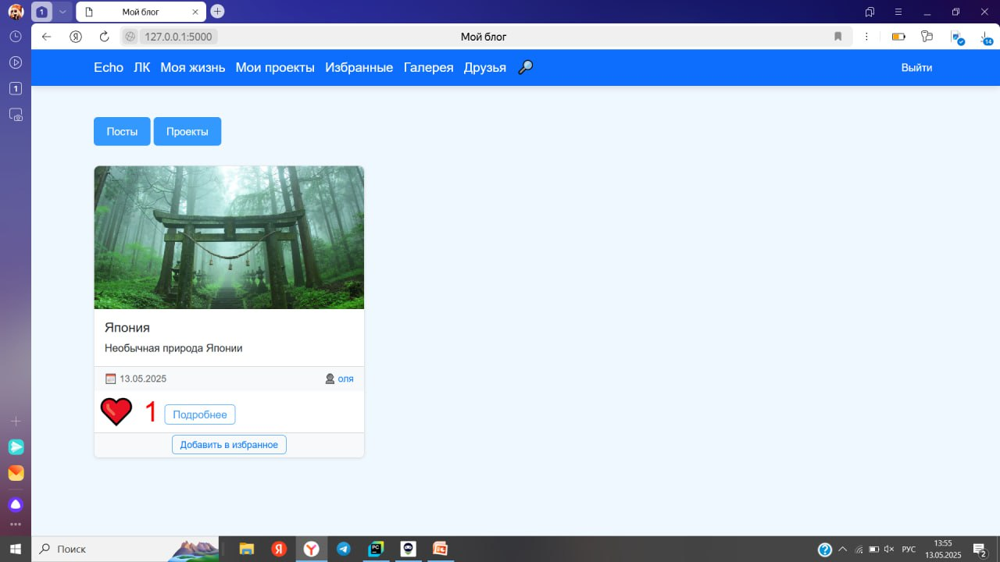 1
Мой блог
127.0.0.1:5000
Мой блог
14
1
Echo ЛК Моя жизнь Мои проекты Избранные Галерея Друзья
Выйти
Посты Проекты
Япония
Необычная природа Японии
13.05.2025
оля
1 Подробнее
Добавить в избранное
Поиск
Я
Y
PC
РУС
13:55
13.05.2025
2